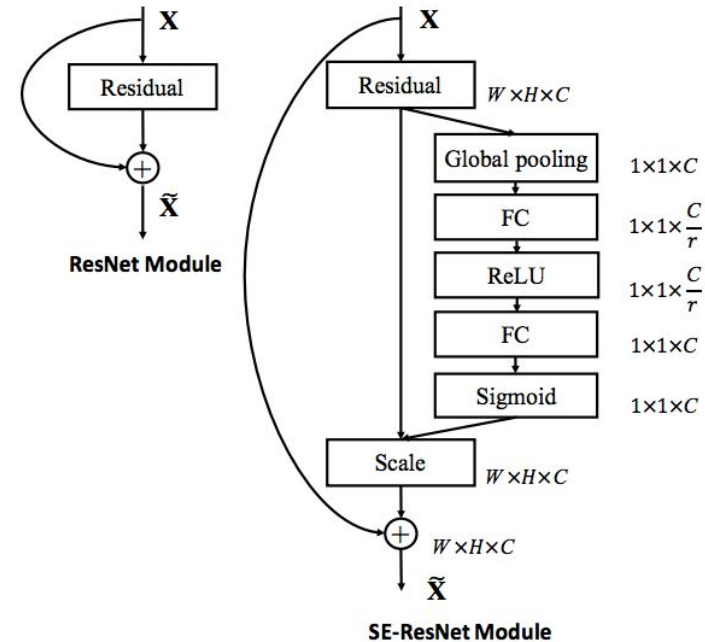 X
Residual
+
X̃
ResNet Module
X
Residual
W×H×C
Global pooling
1×1×C
FC
1×1×C/r
ReLU
1×1×C/r
FC
1×1×C
Sigmoid
1×1×C
Scale
W×H×C
+
W×H×C
X̃
SE-ResNet Module